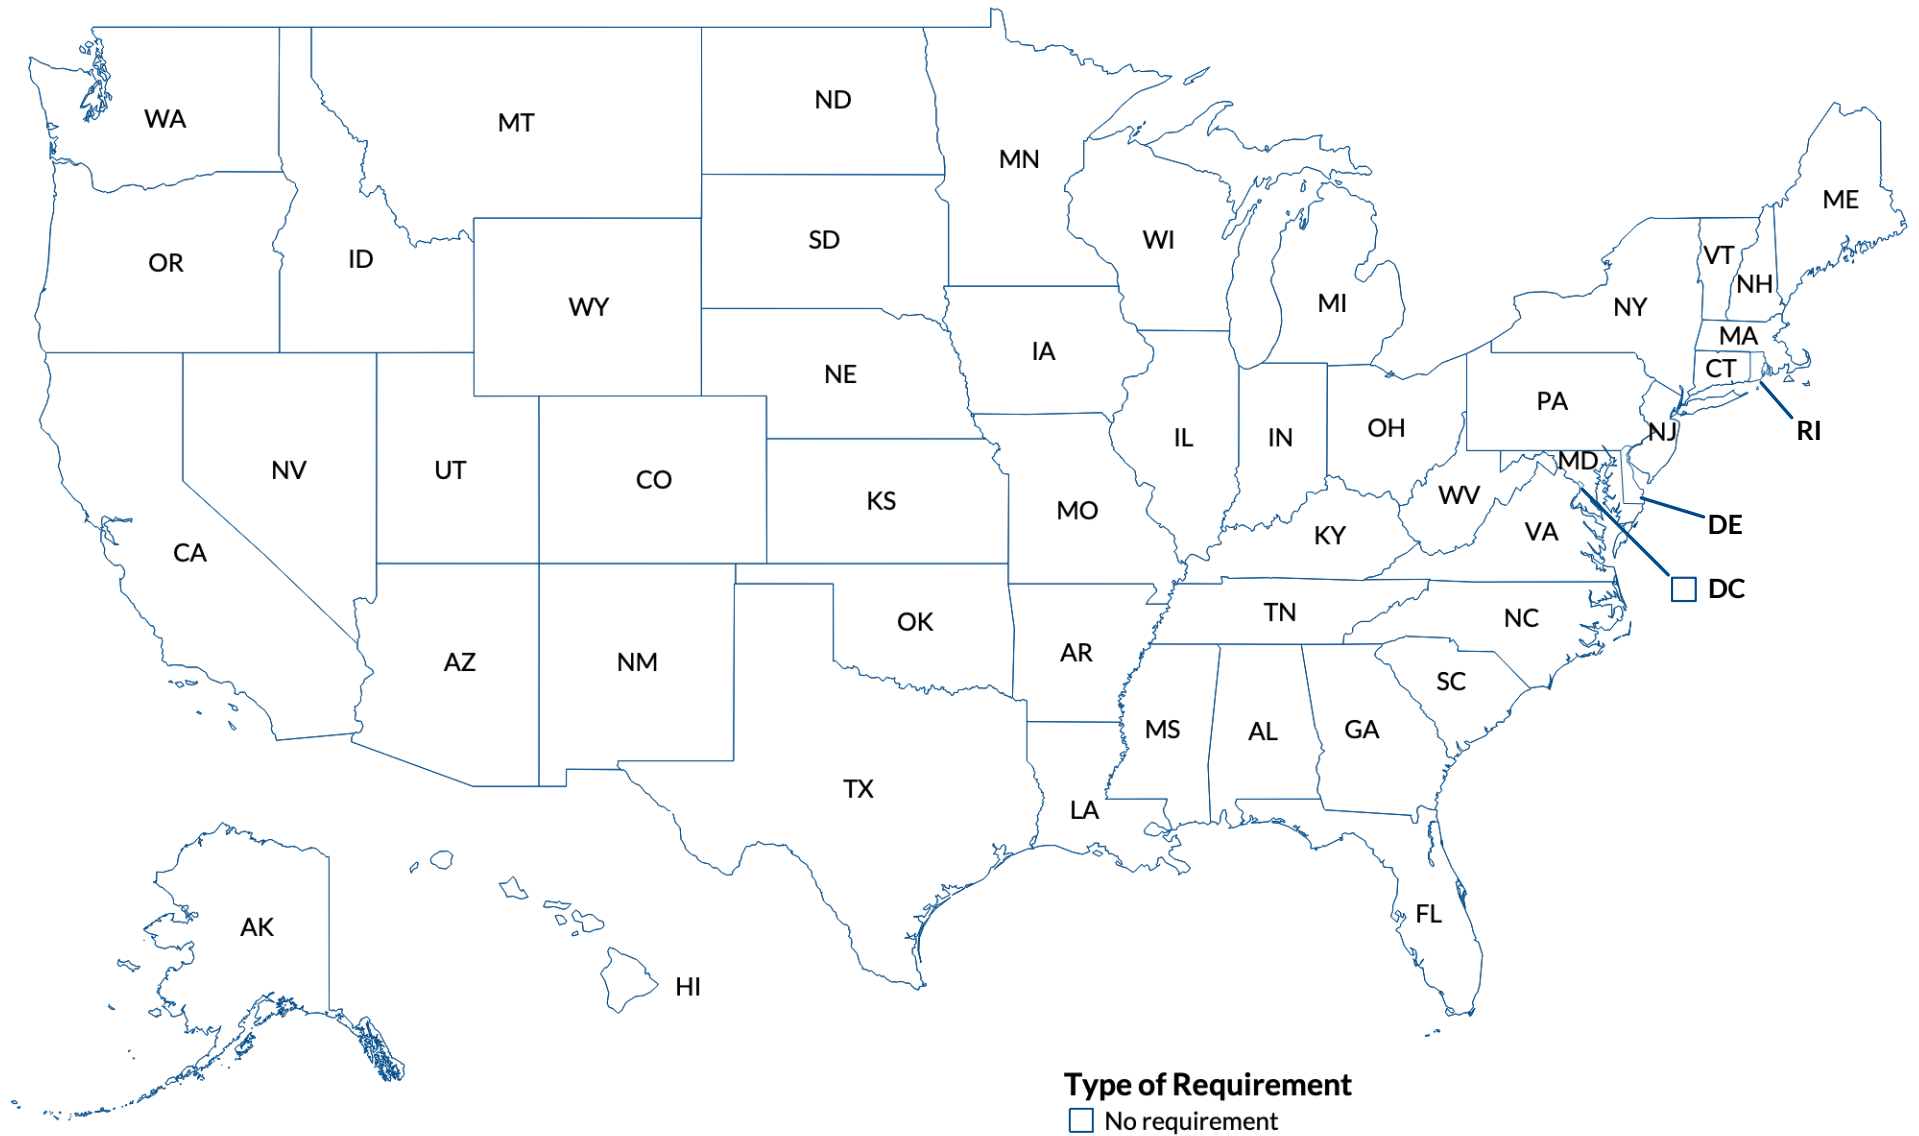 WA
MT
ND
MN
ME
OR
ID
SD
WI
VT
NH
WY
MI
NY
MA
IA
NE
CT
PA
RI
NJ
NV
UT
CO
KS
IL
IN
OH
MD
WV
MO
KY
VA
DE
CA
DC
OK
TN
NC
AZ
NM
AR
SC
MS
AL
GA
TX
LA
FL
AK
HI
Type of Requirement
No requirement